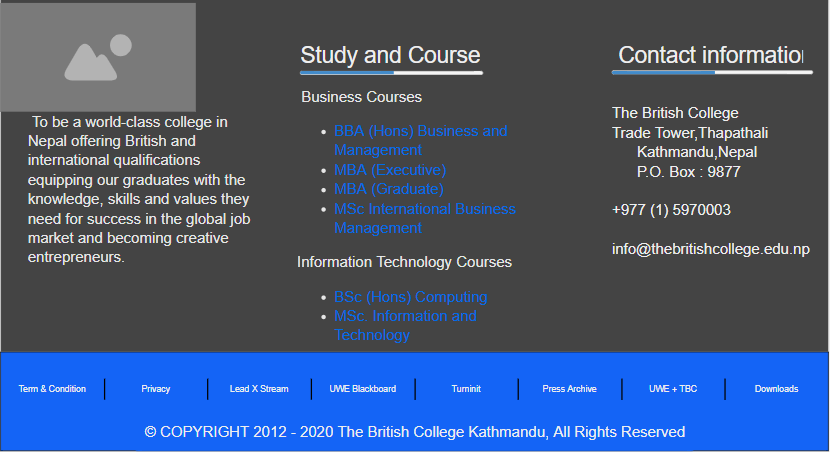 To be a world-class college in
Nepal offering British and
international qualifications
equipping our graduates with the
knowledge, skills and values they
need for success in the global job
market and becoming creative
entrepreneurs.
Study and Course
Business Courses
BBA (Hons) Business and
Management
MBA (Executive)
MBA (Graduate)
MSc International Business
Management
Information Technology Courses
BSc (Hons) Computing
MSc. Information and
Technology
Contact information
The British College
Trade Tower,Thapathali
Kathmandu,Nepal
P.O. Box : 9877
+977 (1) 5970003
info@thebritishcollege.edu.np
Term & Condition
Privacy
Lead X Stream
UWE Blackboard
Turninit
Press Archive
UWE + TBC
Downloads
© COPYRIGHT 2012 - 2020 The British College Kathmandu, All Rights Reserved